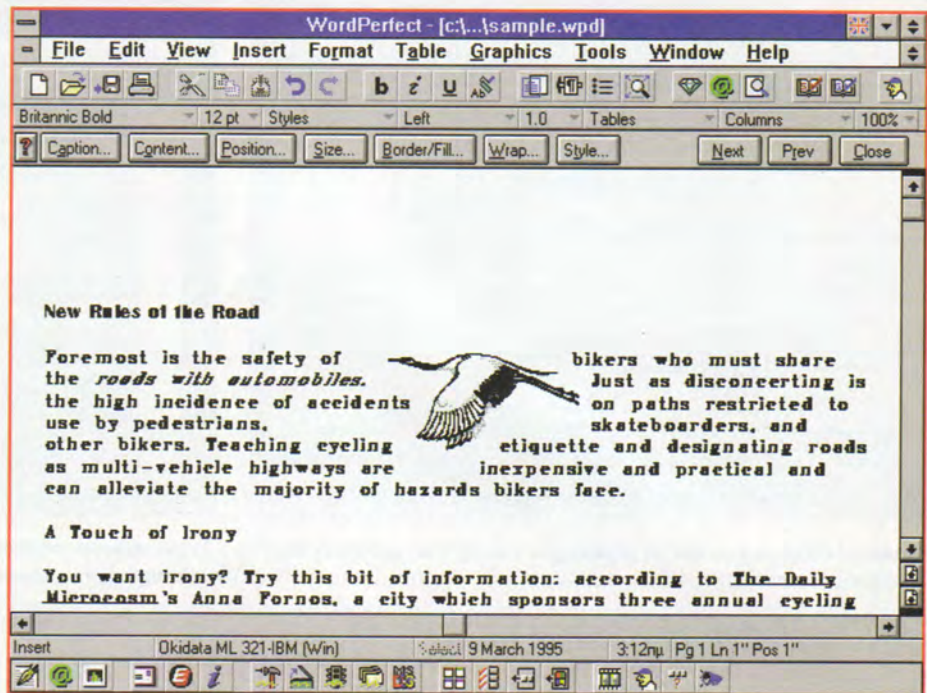 WordPerfect - [c:\...\sample.wpd]
File Edit View Insert Format Table Graphics Tools Window Help
b i U Ab
Britannic Bold 12 pt Styles Left 1.0 Tables Columns 100%
? Caption... Content... Position... Size... Border/Fill... Wrap... Style... Next Prev Close
New Rules of the Road
Foremost is the safety of bikers who must share
the roads with automobiles. Just as disconcerting is
the high incidence of accidents on paths restricted to
use by pedestrians, skateboarders, and
other bikers. Teaching cycling etiquette and designating roads
as multi-vehicle highways are inexpensive and practical and
can alleviate the majority of hazards bikers face.
A Touch of Irony
You want irony? Try this bit of information: according to The Daily
Microcosm's Anna Fornos, a city which sponsors three annual cycling
Insert Okidata ML 321-IBM (Win) Select 9 March 1995 3:12πμ Pg 1 Ln 1" Pos 1"